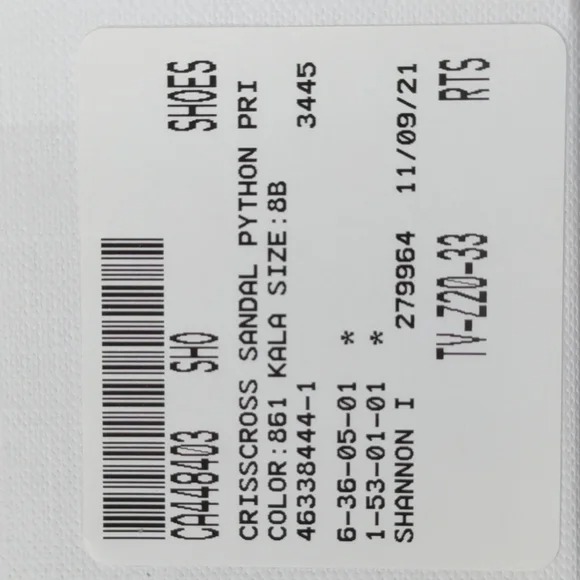 CA448403 SHO SHOES
CRISSCROSS SANDAL PYTHON PRI
COLOR:861 KALA SIZE:8B
46338444-1 3445
6-36-05-01 *
1-53-01-01 *
SHANNON I 279964 11/09/21
TV-Z20-33 RTS